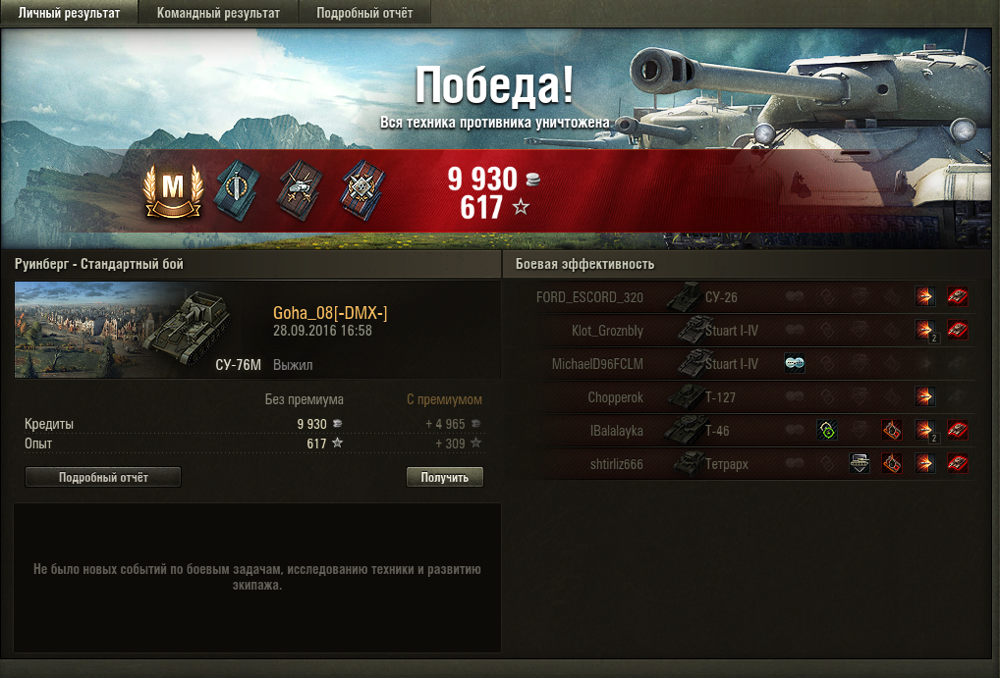 Личный результат
Командный результат
Подробный отчёт
Победа!
Вся техника противника уничтожена
M
9 930
617
Руинберг - Стандартный бой
Боевая эффективность
Goha_08[-DMX-]
28.09.2016 16:58
СУ-76М Выжил
Без премиума С премиумом
Кредиты 9 930 + 4 965
Опыт 617 + 309
Подробный отчёт
Получить
Не было новых событий по боевым задачам, исследованию техники и развитию
экипажа.
FORD_ESCORD_320 СУ-26
Klot_Groznbly Stuart I-IV 2
MichaelD96FCLM Stuart I-IV
Chopperok Т-127
IBalalayka Т-46 2
shtirliz666 Тетрарх